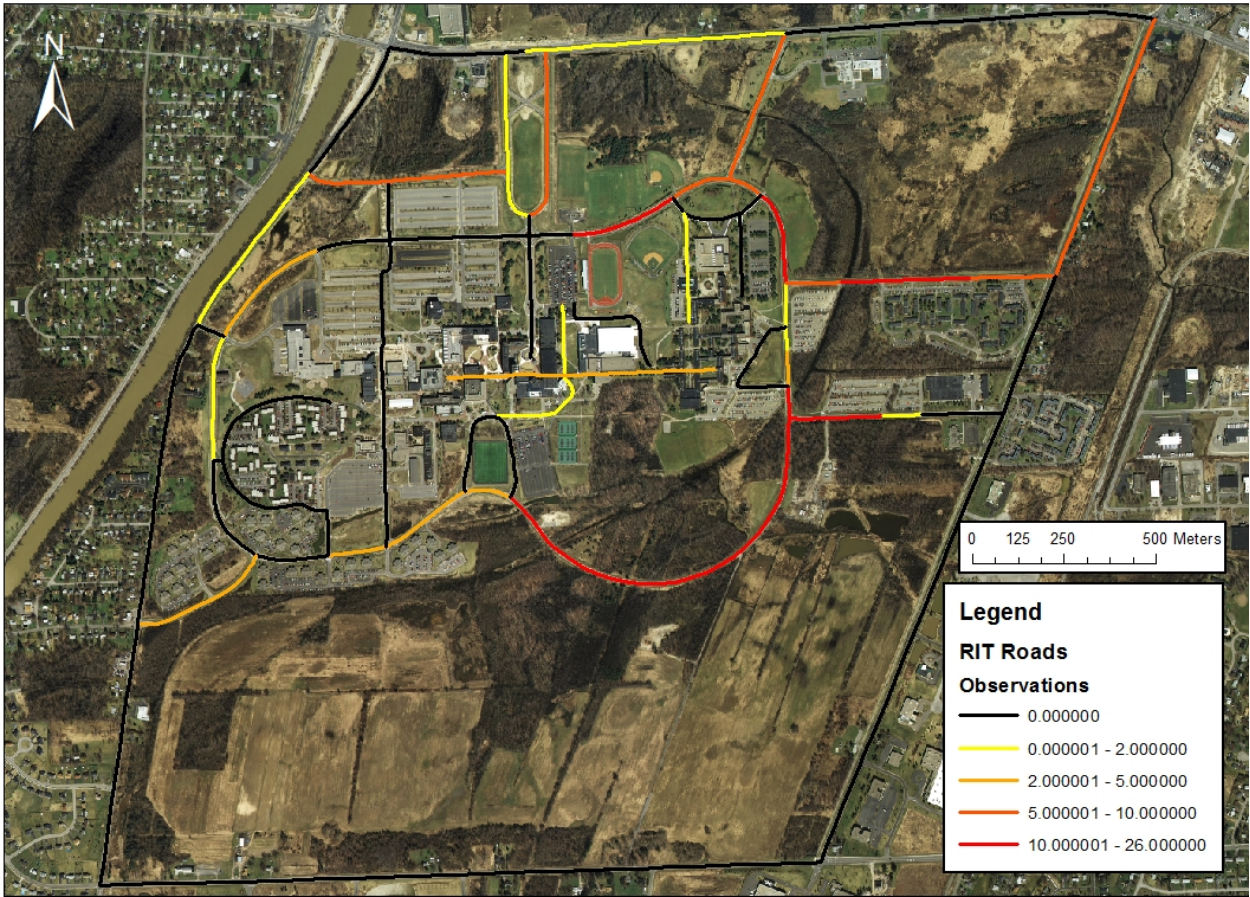 N
0 125 250 500 Meters
Legend
RIT Roads
Observations
0.000000
0.000001 - 2.000000
2.000001 - 5.000000
5.000001 - 10.000000
10.000001 - 26.000000